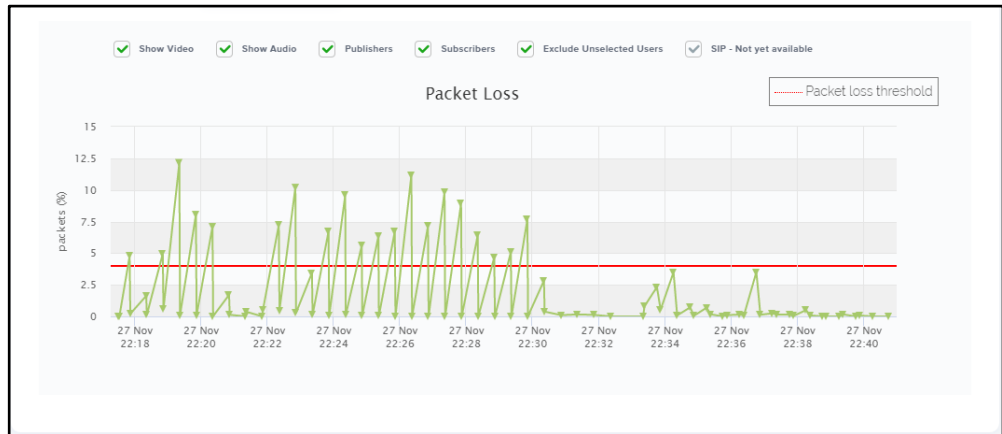 Show Video Show Audio Publishers Subscribers Exclude Unselected Users SIP - Not yet available
Packet Loss
Packet loss threshold
packets (%)
15
12.5
10
7.5
5
2.5
0
27 Nov 27 Nov 27 Nov 27 Nov 27 Nov 27 Nov 27 Nov 27 Nov 27 Nov 27 Nov 27 Nov 27 Nov
22:18 22:20 22:22 22:24 22:26 22:28 22:30 22:32 22:34 22:36 22:38 22:40